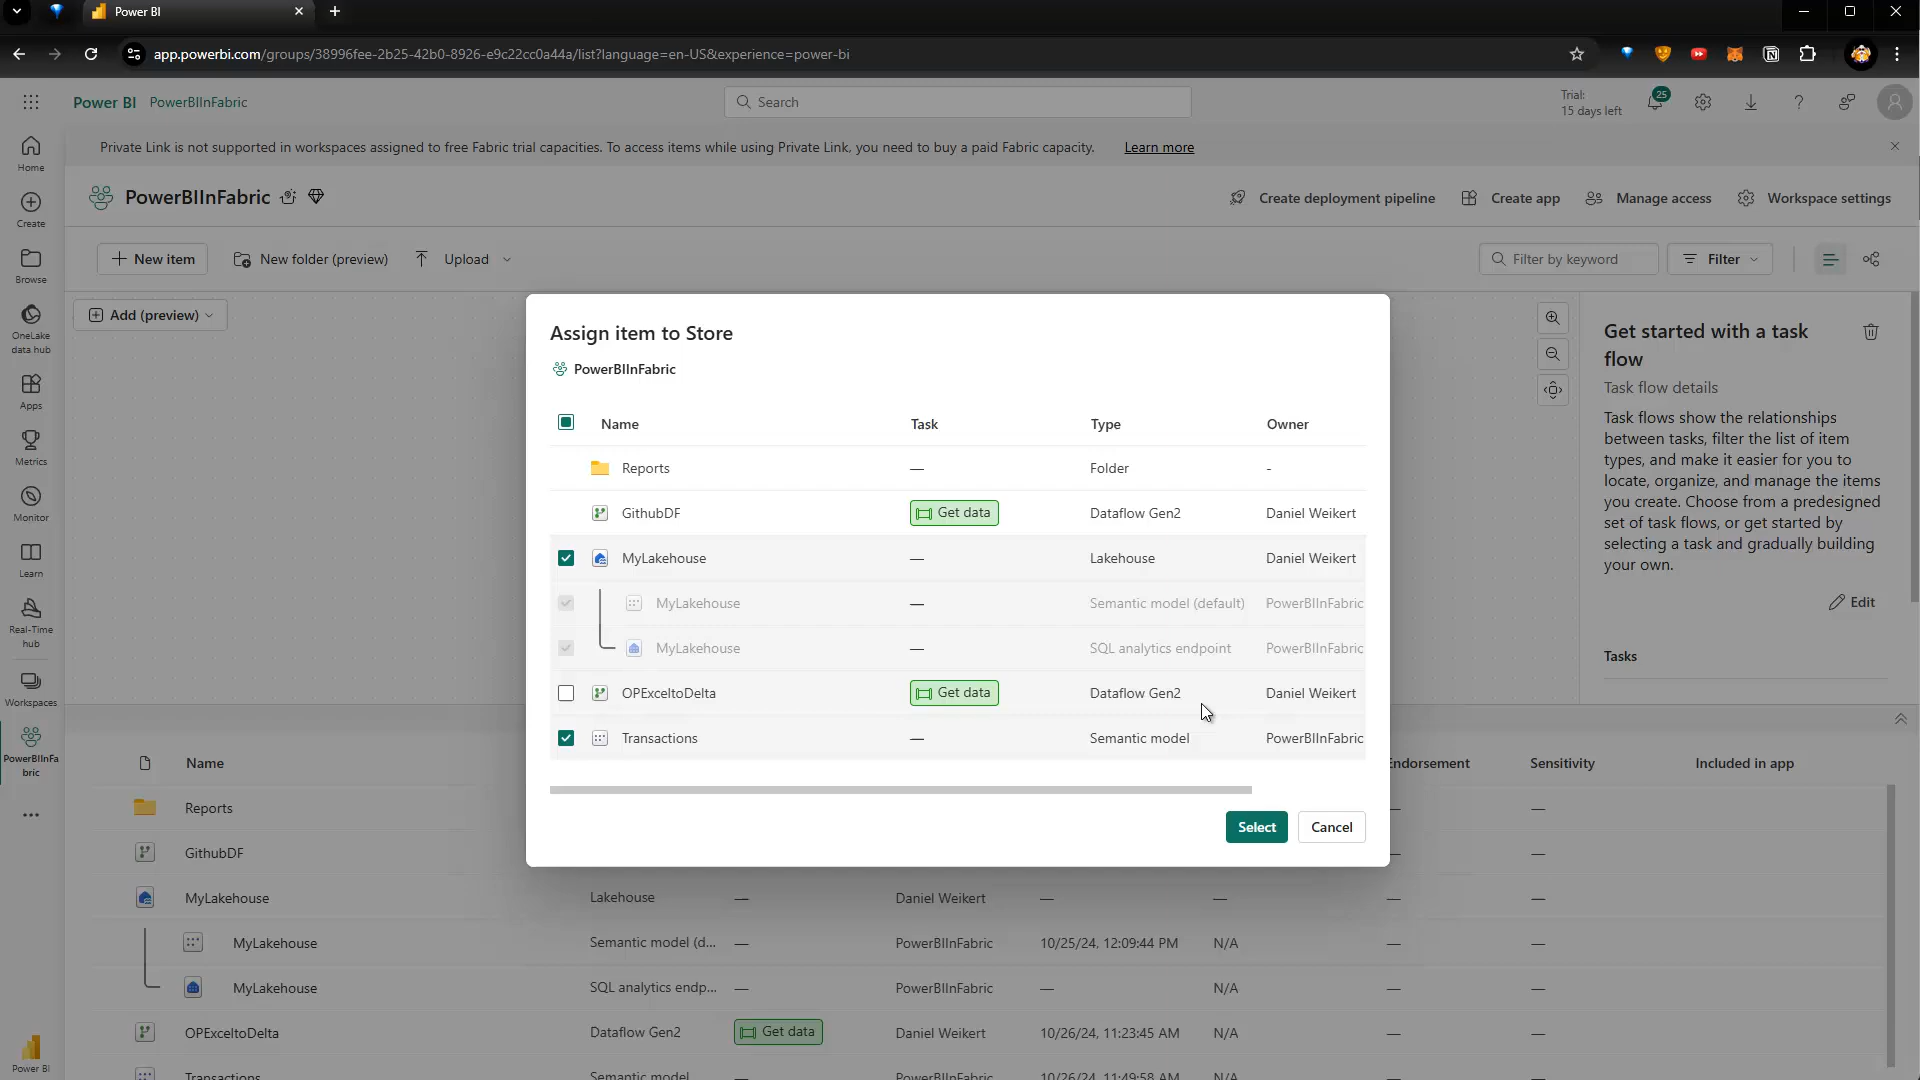 Power BI
app.powerbi.com/groups/38996fee-2b25-42b0-8926-e9c22cc0a44a/list?language=en-US&experience=power-bi
Power BI PowerBIInFabric
Search
Trial:
15 days left
25
Home
Create
Browse
OneLake
data hub
Apps
Metrics
Monitor
Learn
Real-Time
hub
Workspaces
PowerBIInFa
bric
Power BI
Private Link is not supported in workspaces assigned to free Fabric trial capacities. To access items while using Private Link, you need to buy a paid Fabric capacity. Learn more
PowerBIInFabric
Create deployment pipeline Create app Manage access Workspace settings
New item New folder (preview) Upload
Filter by keyword Filter
Add (preview)
Get started with a task
flow
Task flow details
Task flows show the relationships
between tasks, filter the list of item
types, and make it easier for you to
locate, organize, and manage the items
you create. Choose from a predesigned
set of task flows, or get started by
selecting a task and gradually building
your own.
Edit
Tasks
Assign item to Store
PowerBIInFabric
Name Task Type Owner
Reports — Folder -
GithubDF Get data Dataflow Gen2 Daniel Weikert
MyLakehouse — Lakehouse Daniel Weikert
MyLakehouse — Semantic model (default) PowerBIInFabric
MyLakehouse — SQL analytics endpoint PowerBIInFabric
OPExceltoDelta Get data Dataflow Gen2 Daniel Weikert
Transactions — Semantic model PowerBIInFabric
Select Cancel
Name Endorsement Sensitivity Included in app
Reports — —
GithubDF — —
MyLakehouse Lakehouse — Daniel Weikert — — — —
MyLakehouse Semantic model (d... — PowerBIInFabric 10/25/24, 12:09:44 PM N/A — —
MyLakehouse SQL analytics endp... — PowerBIInFabric — N/A — —
OPExceltoDelta Dataflow Gen2 Get data Daniel Weikert 10/26/24, 11:23:45 AM N/A — —
Transactions Semantic model — PowerBIInFabric 10/26/24, 11:49:58 AM N/A — —